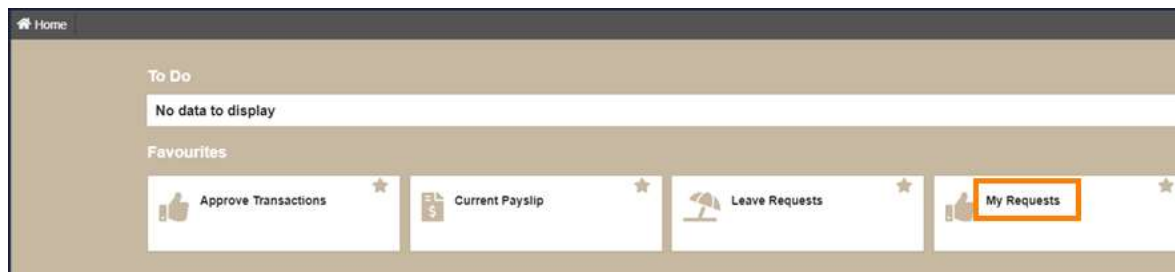 Home
To Do
No data to display
Favourites
Approve Transactions
Current Payslip
Leave Requests
My Requests